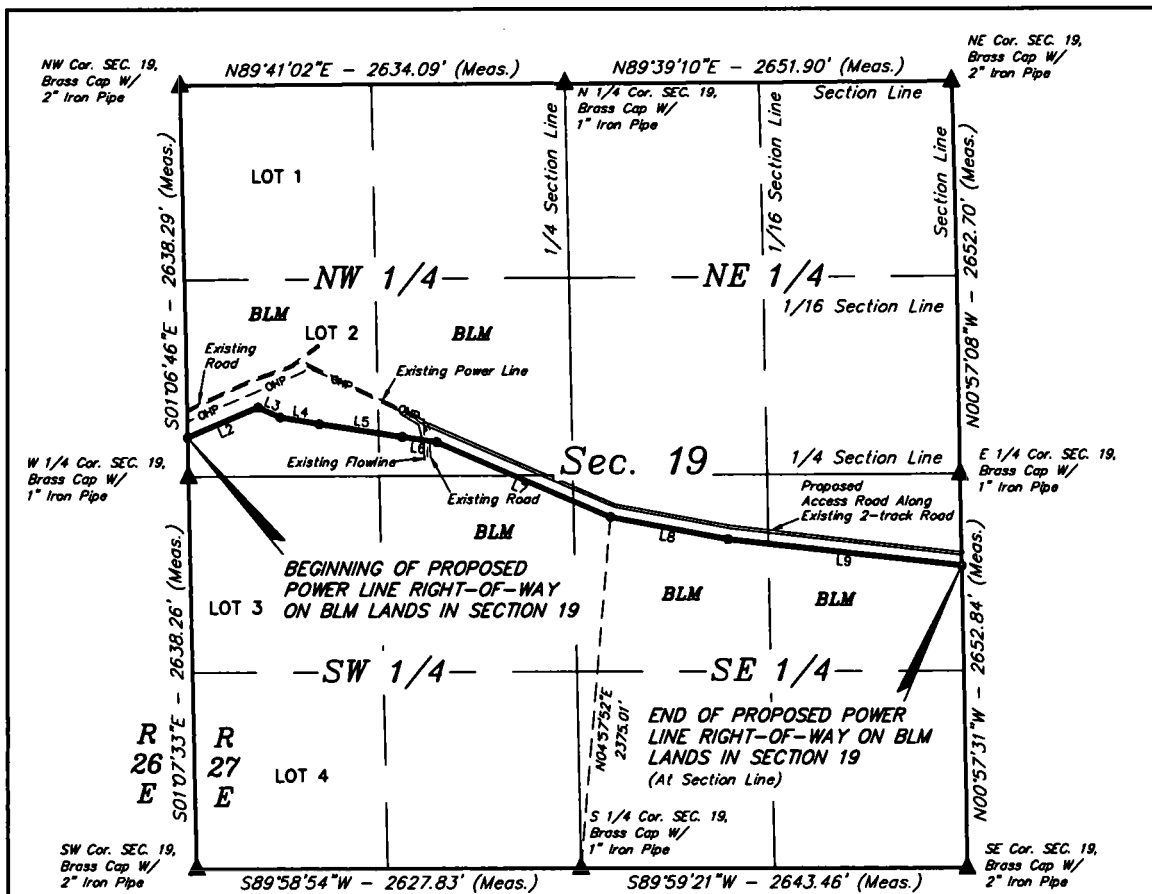 NW Cor. SEC. 19,
Brass Cap W/
2" Iron Pipe
N89°41'02"E - 2634.09' (Meas.)
N89°39'10"E - 2651.90' (Meas.)
NE Cor. SEC. 19,
Brass Cap W/
2" Iron Pipe
N 1/4 Cor. SEC. 19,
Brass Cap W/
1" Iron Pipe
Section Line
1/4 Section Line
1/16 Section Line
Section Line
S01°06'46"E - 2638.29' (Meas.)
N00°57'08"W - 2652.70' (Meas.)
LOT 1
NW 1/4
NE 1/4
1/16 Section Line
BLM
LOT 2
BLM
Existing
Road
OHP
OHP
OHP
OHP
Existing Power Line
L2
L3
L4
L5
L6
L7
L8
L9
Existing Flowline
Existing Road
Sec. 19
1/4 Section Line
W 1/4 Cor. SEC. 19,
Brass Cap W/
1" Iron Pipe
E 1/4 Cor. SEC. 19,
Brass Cap W/
1" Iron Pipe
Proposed
Access Road Along
Existing 2-track Road
BLM
BEGINNING OF PROPOSED
POWER LINE RIGHT-OF-WAY
ON BLM LANDS IN SECTION 19
BLM
BLM
LOT 3
S01°07'33"E - 2638.26' (Meas.)
N00°57'31"W - 2652.84' (Meas.)
SW 1/4
SE 1/4
N04°57'52"E
2375.01'
END OF PROPOSED POWER
LINE RIGHT-OF-WAY ON BLM
LANDS IN SECTION 19
(At Section Line)
R
26
E
R
27
E
LOT 4
S 1/4 Cor. SEC. 19,
Brass Cap W/
1" Iron Pipe
SW Cor. SEC. 19,
Brass Cap W/
2" Iron Pipe
S89°58'54"W - 2627.83' (Meas.)
S89°59'21"W - 2643.46' (Meas.)
SE Cor. SEC. 19,
Brass Cap W/
2" Iron Pipe